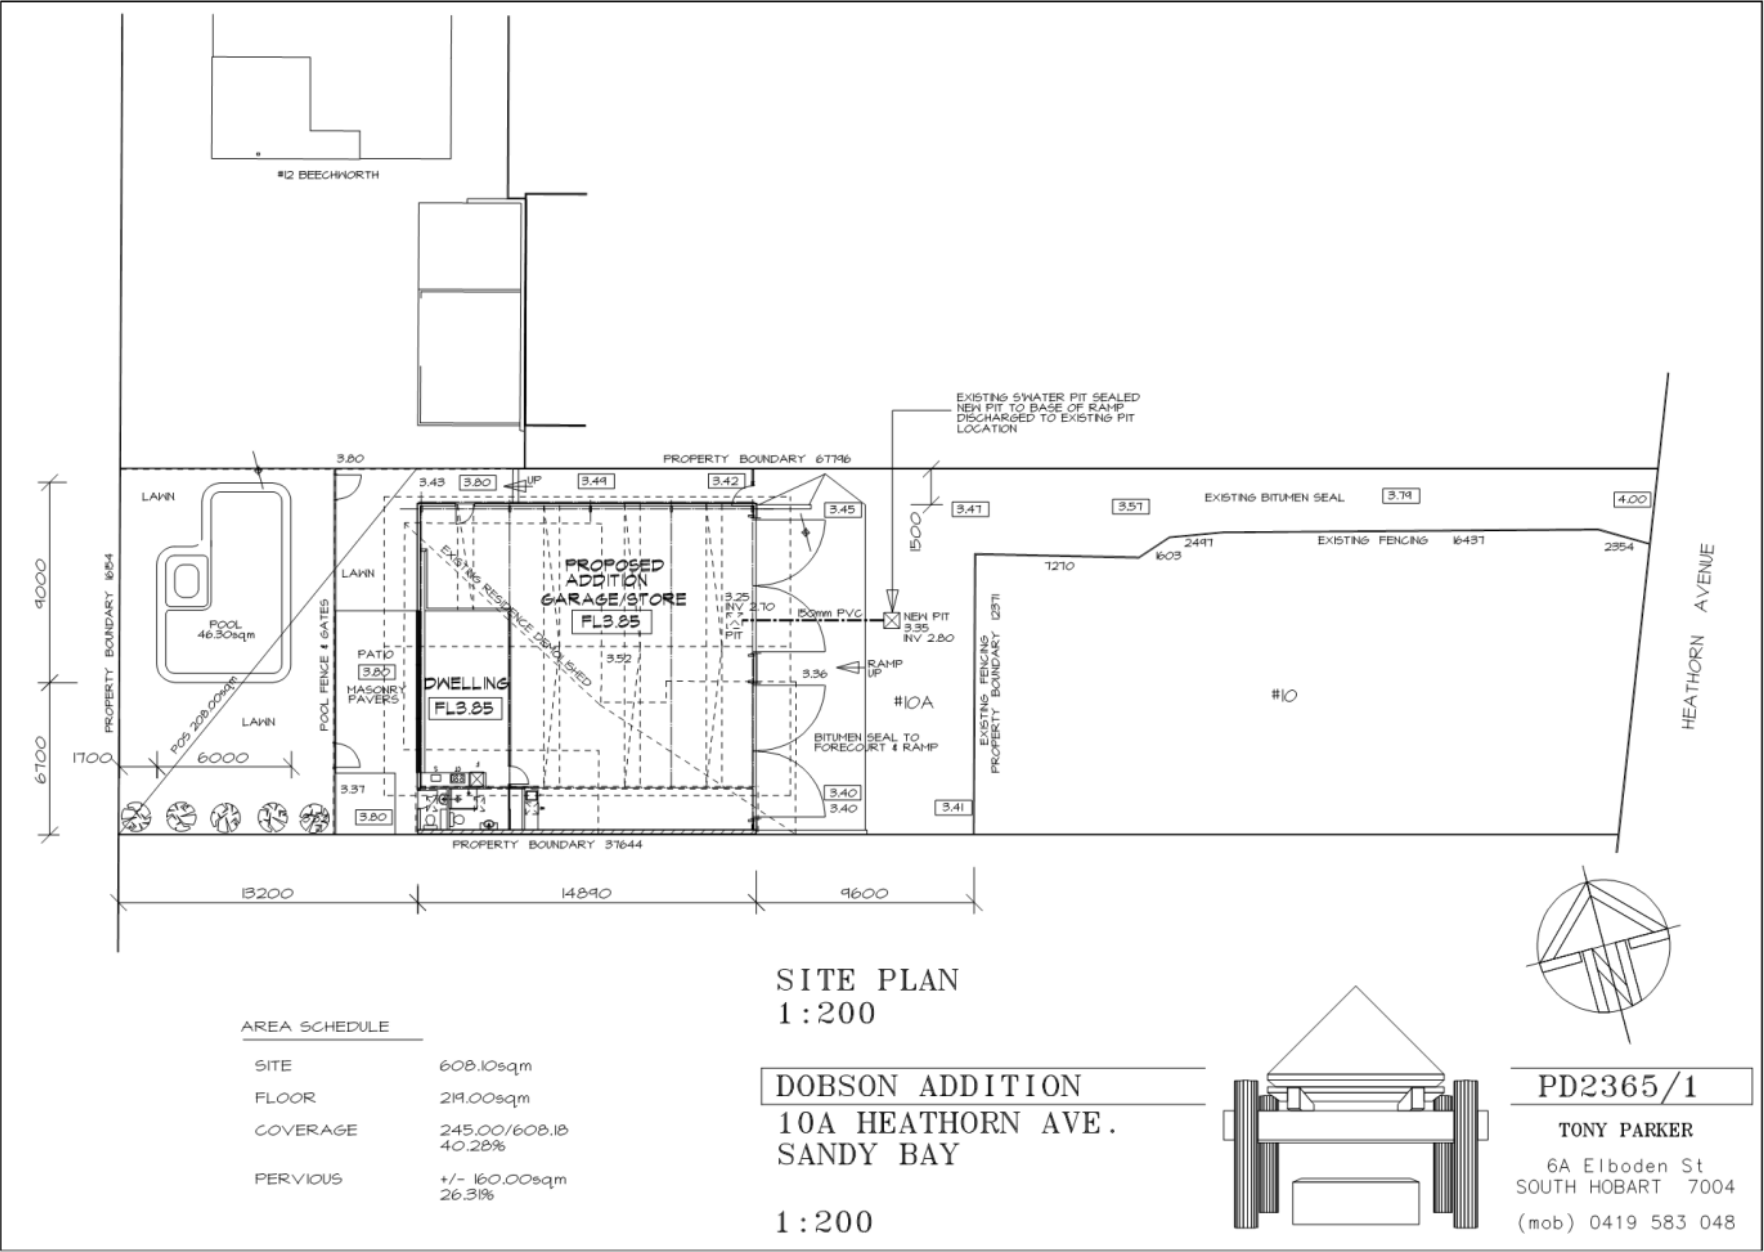 #12 BEECHWORTH
EXISTING S'WATER PIT SEALED
NEW PIT TO BASE OF RAMP
DISCHARGED TO EXISTING PIT
LOCATION
3.80
PROPERTY BOUNDARY 67796
LAWN
3.43
3.80
UP
3.49
3.42
3.45
3.47
3.57
EXISTING BITUMEN SEAL
3.79
4.00
1500
2497
1603
EXISTING FENCING 16437
2354
7270
9000
6700
PROPERTY BOUNDARY 16154
POOL
46.30sqm
POS 208.00sqm
LAWN
1700
6000
POOL FENCE & GATES
LAWN
PATIO
3.80
MASONRY
PAVERS
3.37
3.80
EXISTING RESIDENCE DEMOLISHED
PROPOSED
ADDITION
GARAGE/STORE
FL3.85
3.52
DWELLING
FL3.85
3.25
INV 2.70
PIT
150mm PVC
NEW PIT
3.35
INV 2.80
3.36
RAMP
UP
#10A
BITUMEN SEAL TO
FORECOURT & RAMP
3.40
3.40
3.41
EXISTING FENCING
PROPERTY BOUNDARY 12371
#10
HEATHORN AVENUE
PROPERTY BOUNDARY 37644
13200
14890
9600
SITE PLAN
1:200
AREA SCHEDULE
SITE 608.10sqm
FLOOR 219.00sqm
COVERAGE 245.00/608.18
40.28%
PERVIOUS +/- 160.00sqm
26.31%
DOBSON ADDITION
10A HEATHORN AVE.
SANDY BAY
1:200
PD2365/1
TONY PARKER
6A Elboden St
SOUTH HOBART 7004
(mob) 0419 583 048